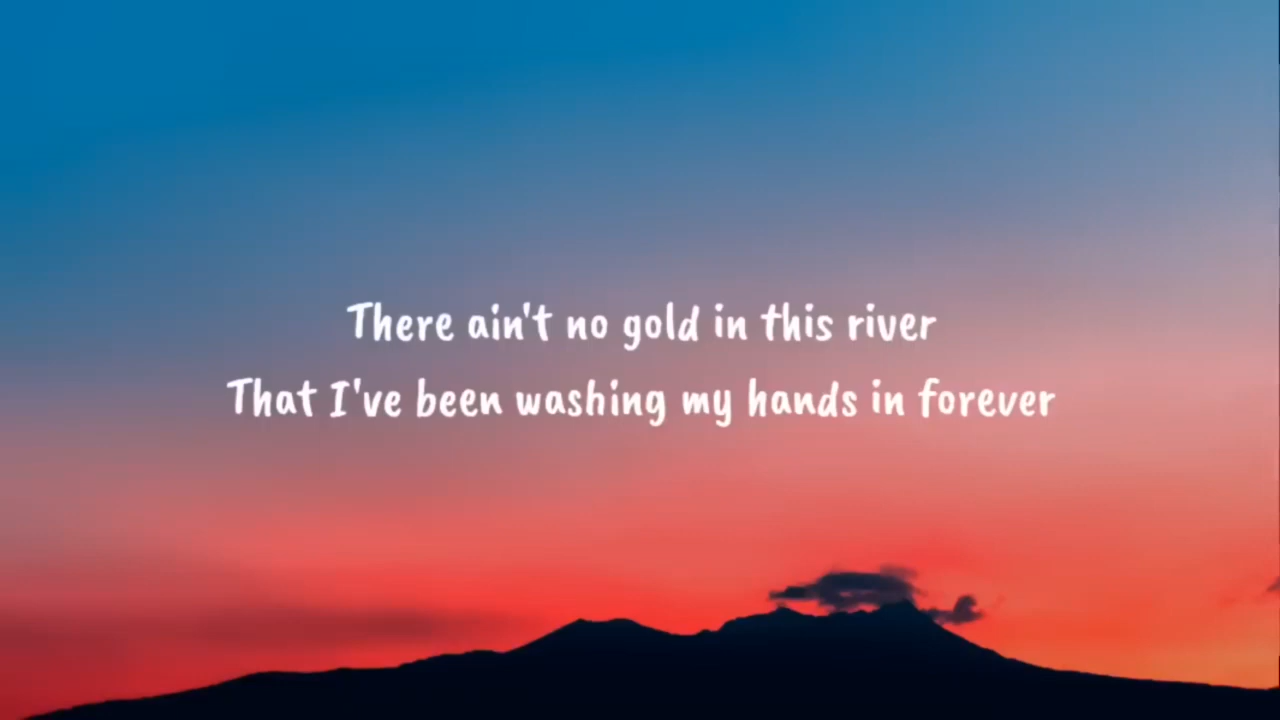 There ain't no gold in this river
That I've been washing my hands in forever